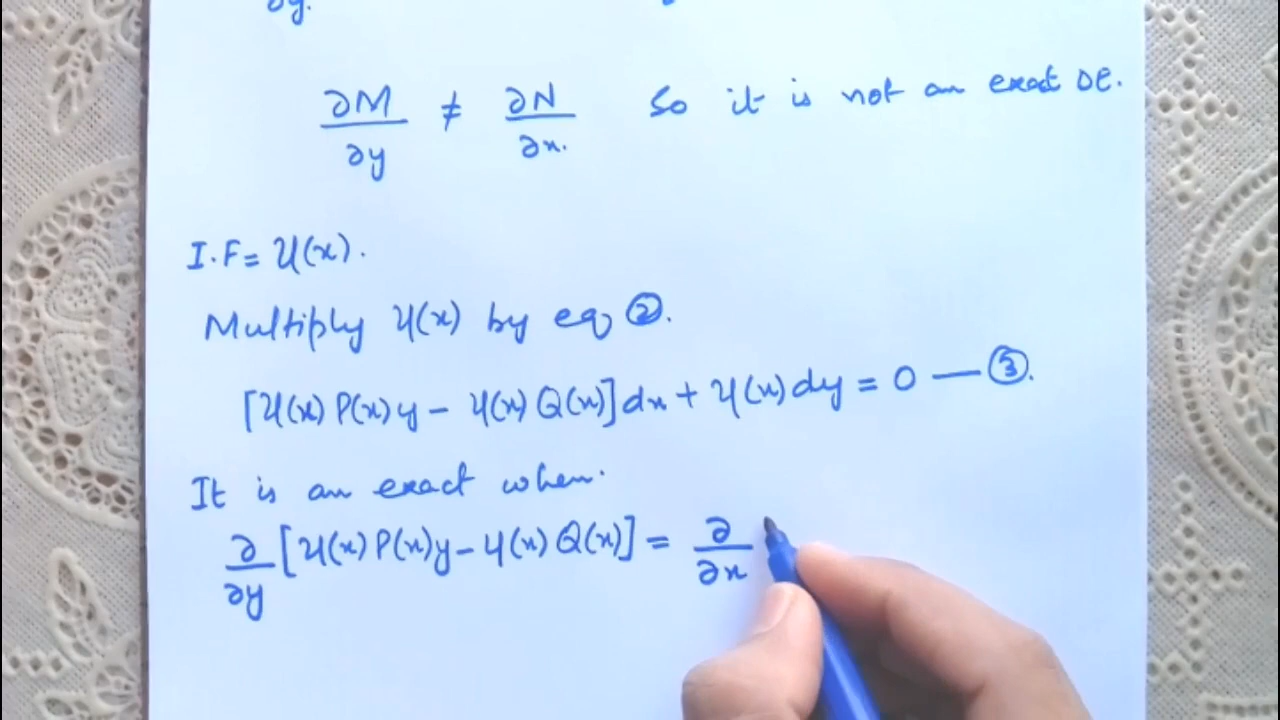 ∂y.
∂M/∂y ≠ ∂N/∂x. So it is not an exact DE.
I.F = U(x).
Multiply U(x) by eq ②.
[U(x) P(x) y - U(x) Q(x)] dx + U(x) dy = 0 — ③.
It is an exact when.
∂/∂y [U(x) P(x) y - U(x) Q(x)] = ∂/∂x